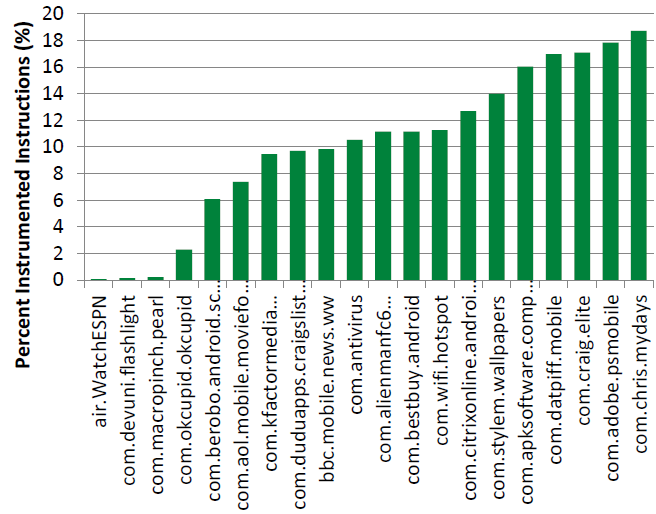 Percent Instrumented Instructions (%)
20
18
16
14
12
10
8
6
4
2
0
air.WatchESPN
com.devuni.flashlight
com.macropinch.pearl
com.okcupid.okcupid
com.berobo.android.sc...
com.aol.mobile.moviefo...
com.kfactormedia...
com.duduapps.craigslist...
bbc.mobile.news.ww
com.antivirus
com.alienmanfc6...
com.bestbuy.android
com.wifi.hotspot
com.citrixonline.androi...
com.stylem.wallpapers
com.apksoftware.comp...
com.datpiff.mobile
com.craig.elite
com.adobe.psmobile
com.chris.mydays